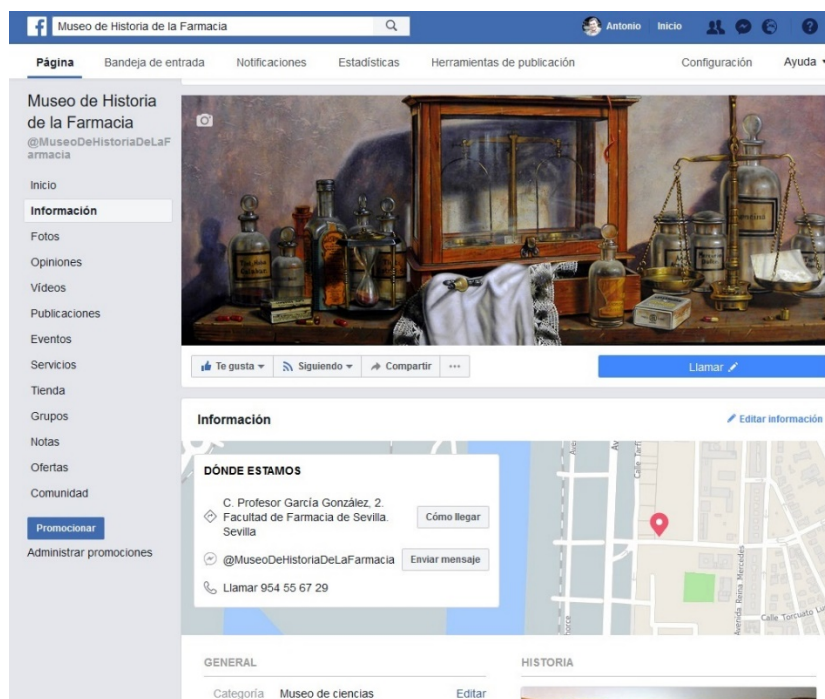 Museo de Historia de la Farmacia
Antonio Inicio
Página Bandeja de entrada Notificaciones Estadísticas Herramientas de publicación Configuración Ayuda
Museo de Historia
de la Farmacia
@MuseoDeHistoriaDeLaF
armacia
Inicio
Información
Fotos
Opiniones
Vídeos
Publicaciones
Eventos
Servicios
Tienda
Grupos
Notas
Ofertas
Comunidad
Promocionar
Administrar promociones
Te gusta Siguiendo Compartir
Llamar
Información
Editar información
DÓNDE ESTAMOS
C. Profesor García González, 2.
Facultad de Farmacia de Sevilla.
Sevilla
Cómo llegar
@MuseoDeHistoriaDeLaFarmacia Enviar mensaje
Llamar 954 55 67 29
Avenida Reina Mercedes
GENERAL
Categoría Museo de ciencias Editar
HISTORIA